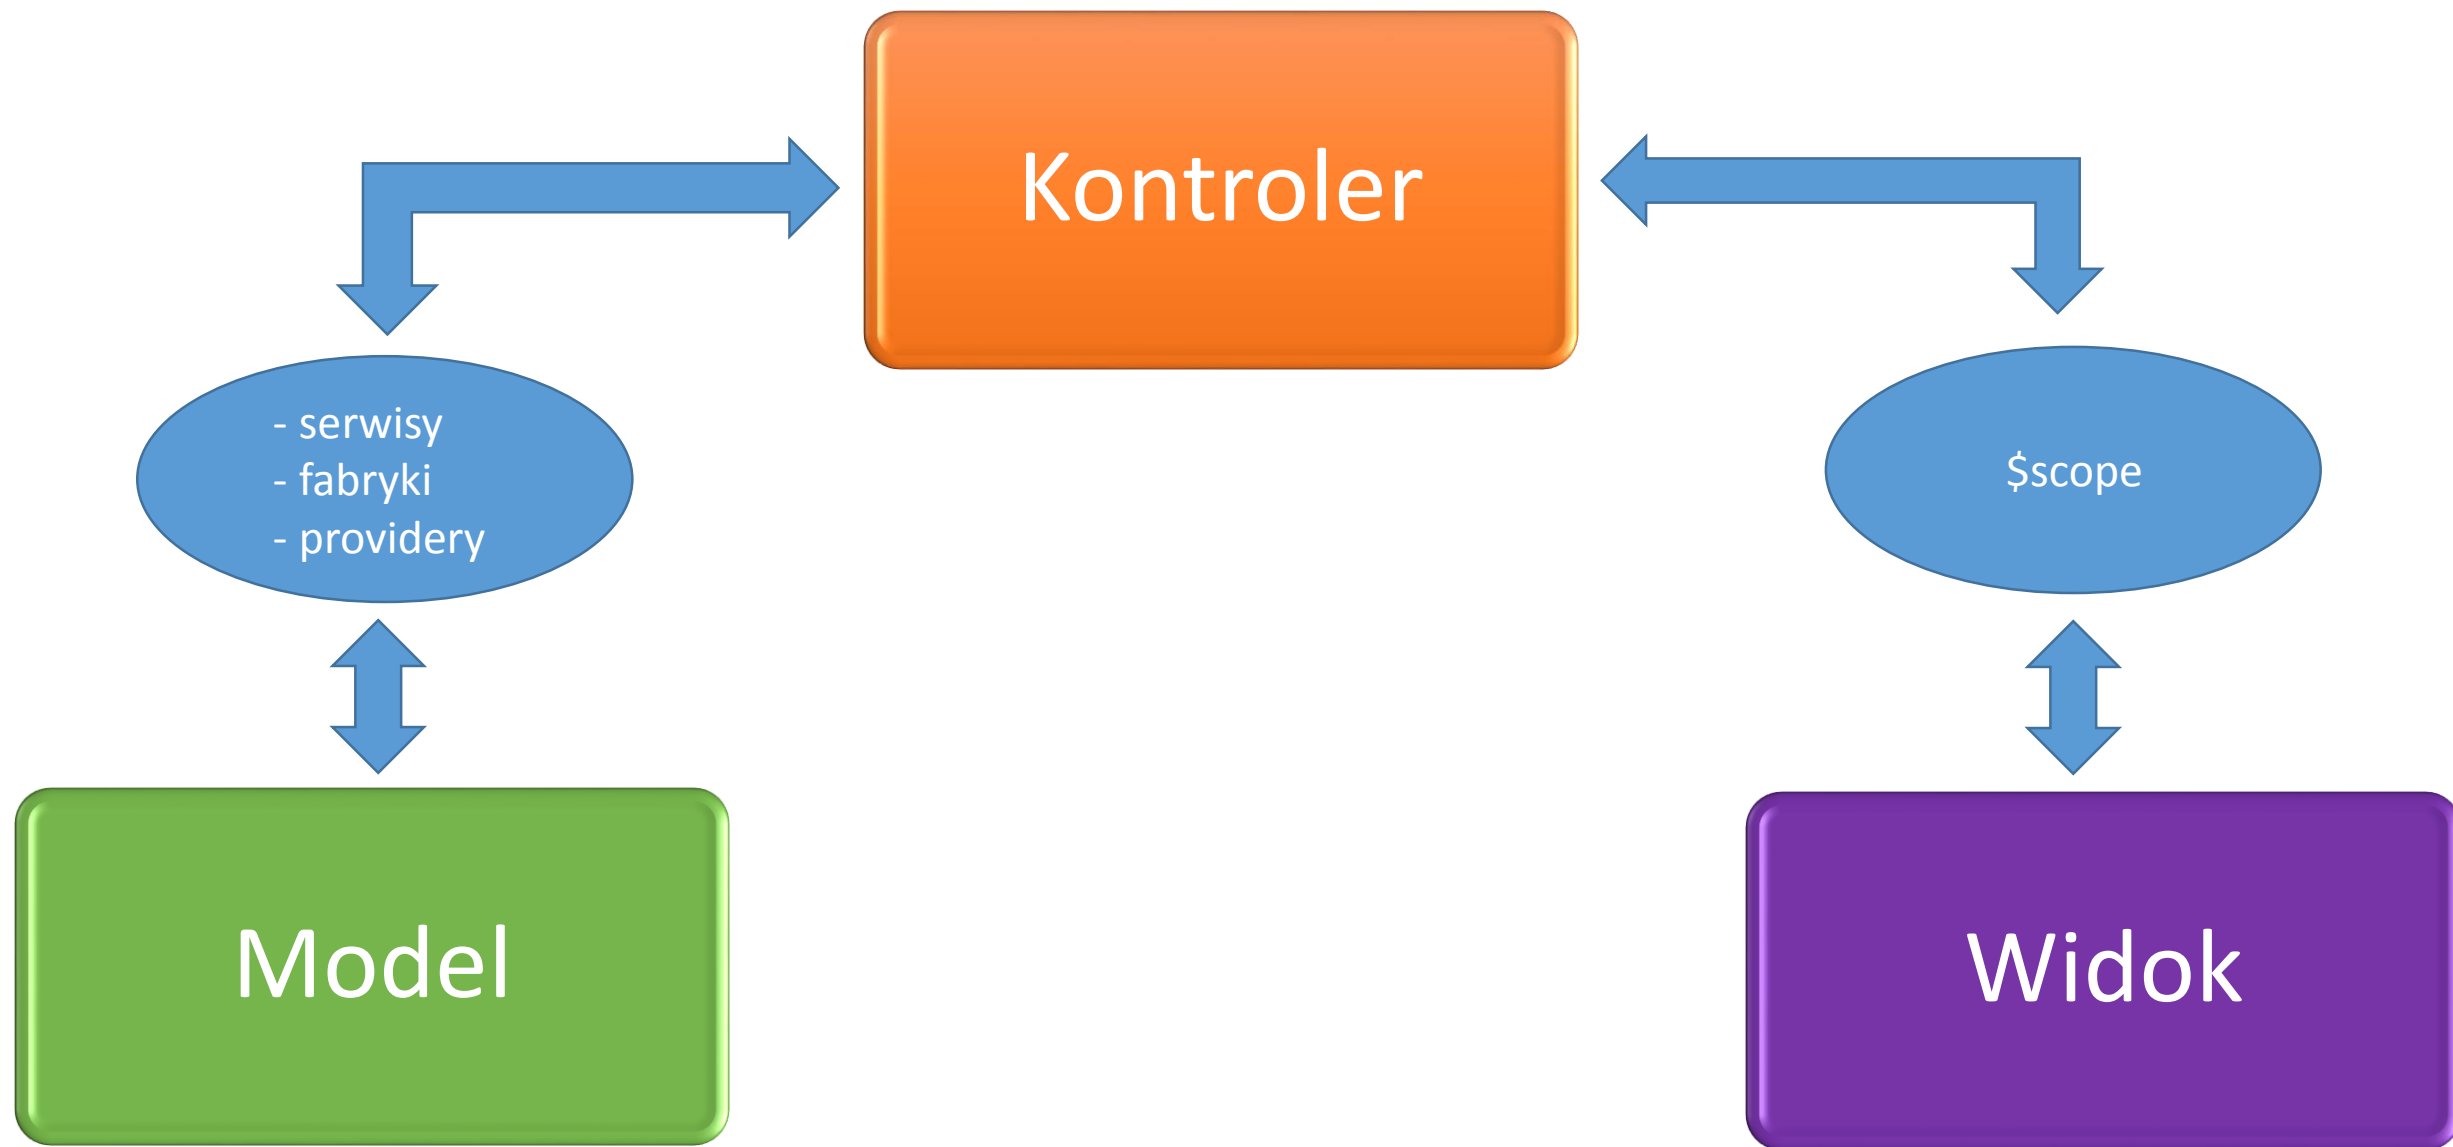 Kontroler
- serwisy
- fabryki
- providery
$scope
Model
Widok